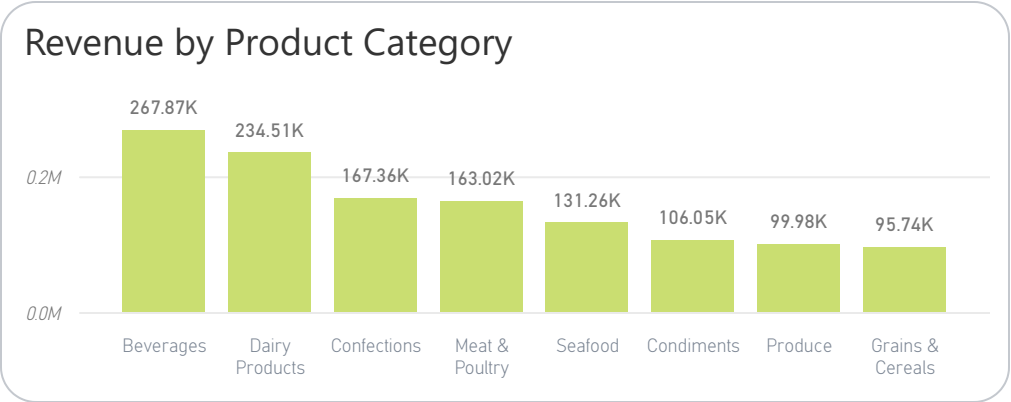 Revenue by Product Category
267.87K
234.51K
167.36K
163.02K
131.26K
106.05K
99.98K
95.74K
0.2M
0.0M
Beverages
Dairy
Products
Confections
Meat &
Poultry
Seafood
Condiments
Produce
Grains &
Cereals